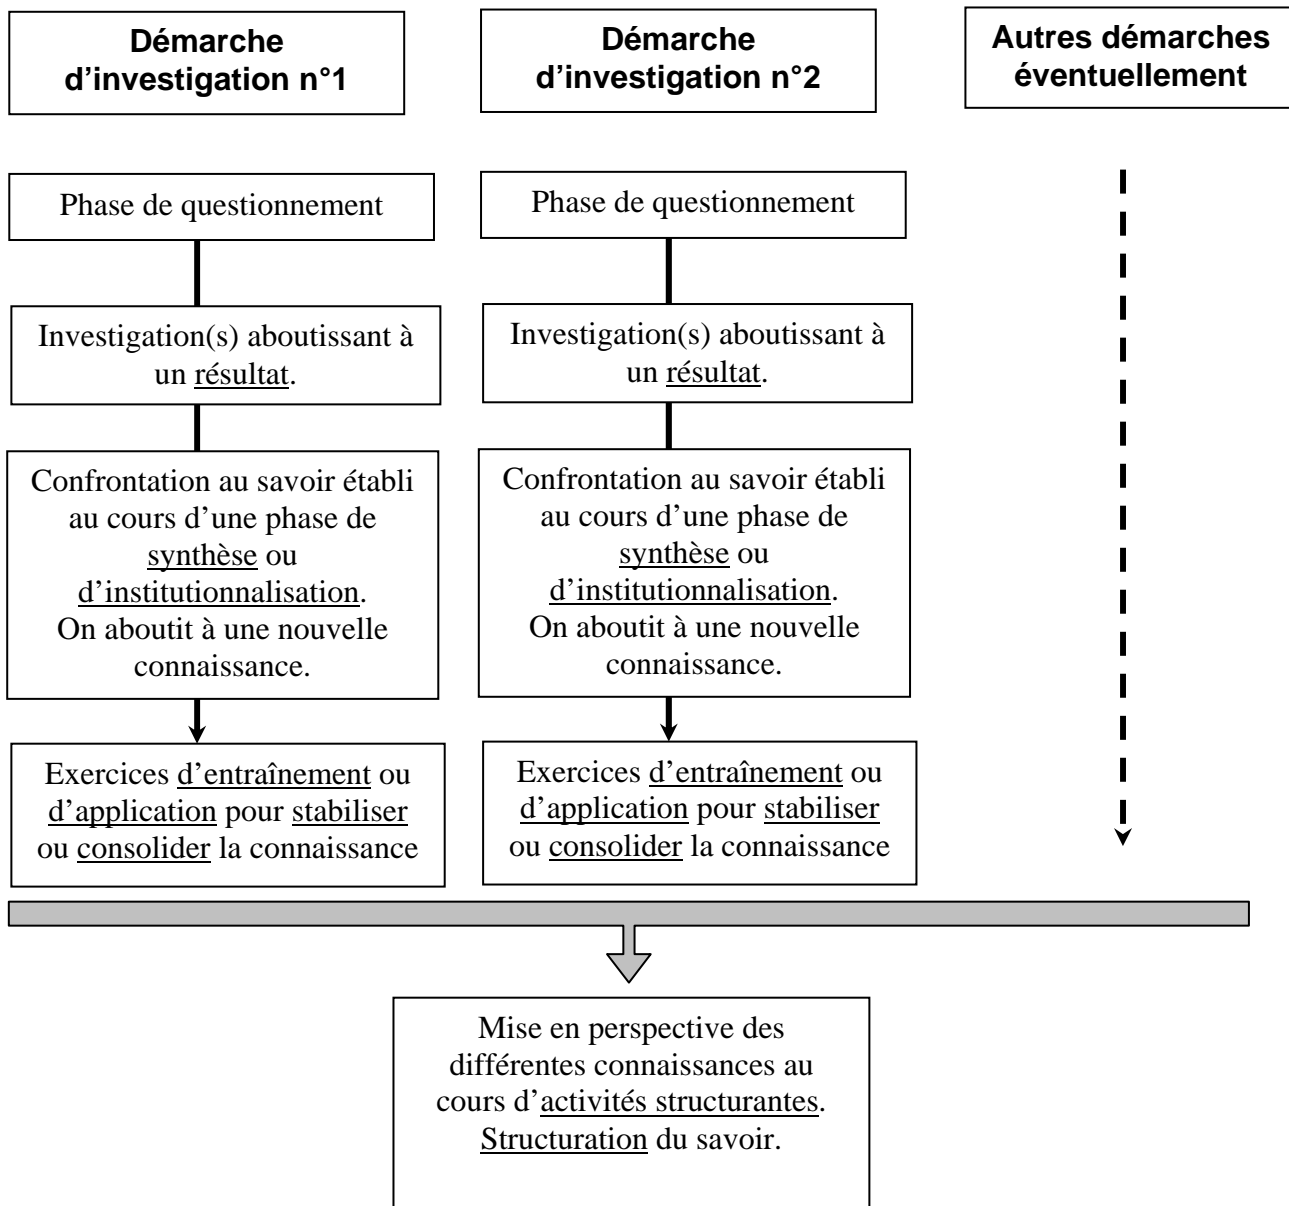 Démarche
d’investigation n°1
Démarche
d’investigation n°2
Autres démarches
éventuellement
Phase de questionnement
Phase de questionnement
Investigation(s) aboutissant à
un résultat.
Investigation(s) aboutissant à
un résultat.
Confrontation au savoir établi
au cours d’une phase de
synthèse ou
d’institutionnalisation.
On aboutit à une nouvelle
connaissance.
Confrontation au savoir établi
au cours d’une phase de
synthèse ou
d’institutionnalisation.
On aboutit à une nouvelle
connaissance.
Exercices d’entraînement ou
d’application pour stabiliser
ou consolider la connaissance
Exercices d’entraînement ou
d’application pour stabiliser
ou consolider la connaissance
Mise en perspective des
différentes connaissances au
cours d’activités structurantes.
Structuration du savoir.